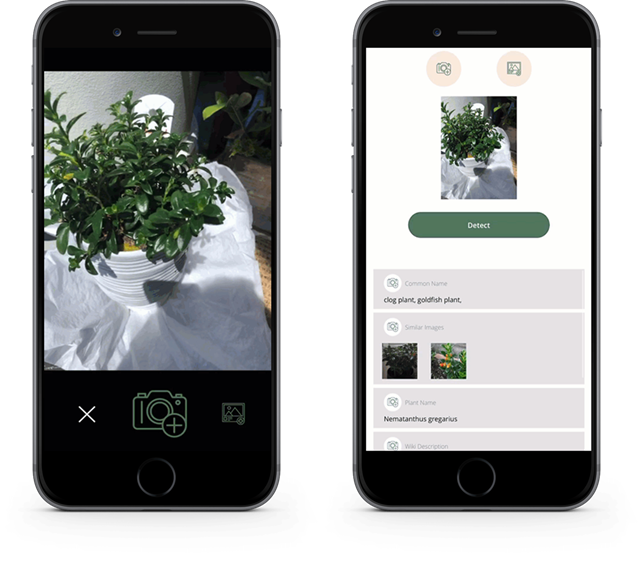 Detect
Common Name
clog plant, goldfish plant,
Similar Images
Plant Name
Nematanthus gregarius
Wiki Description